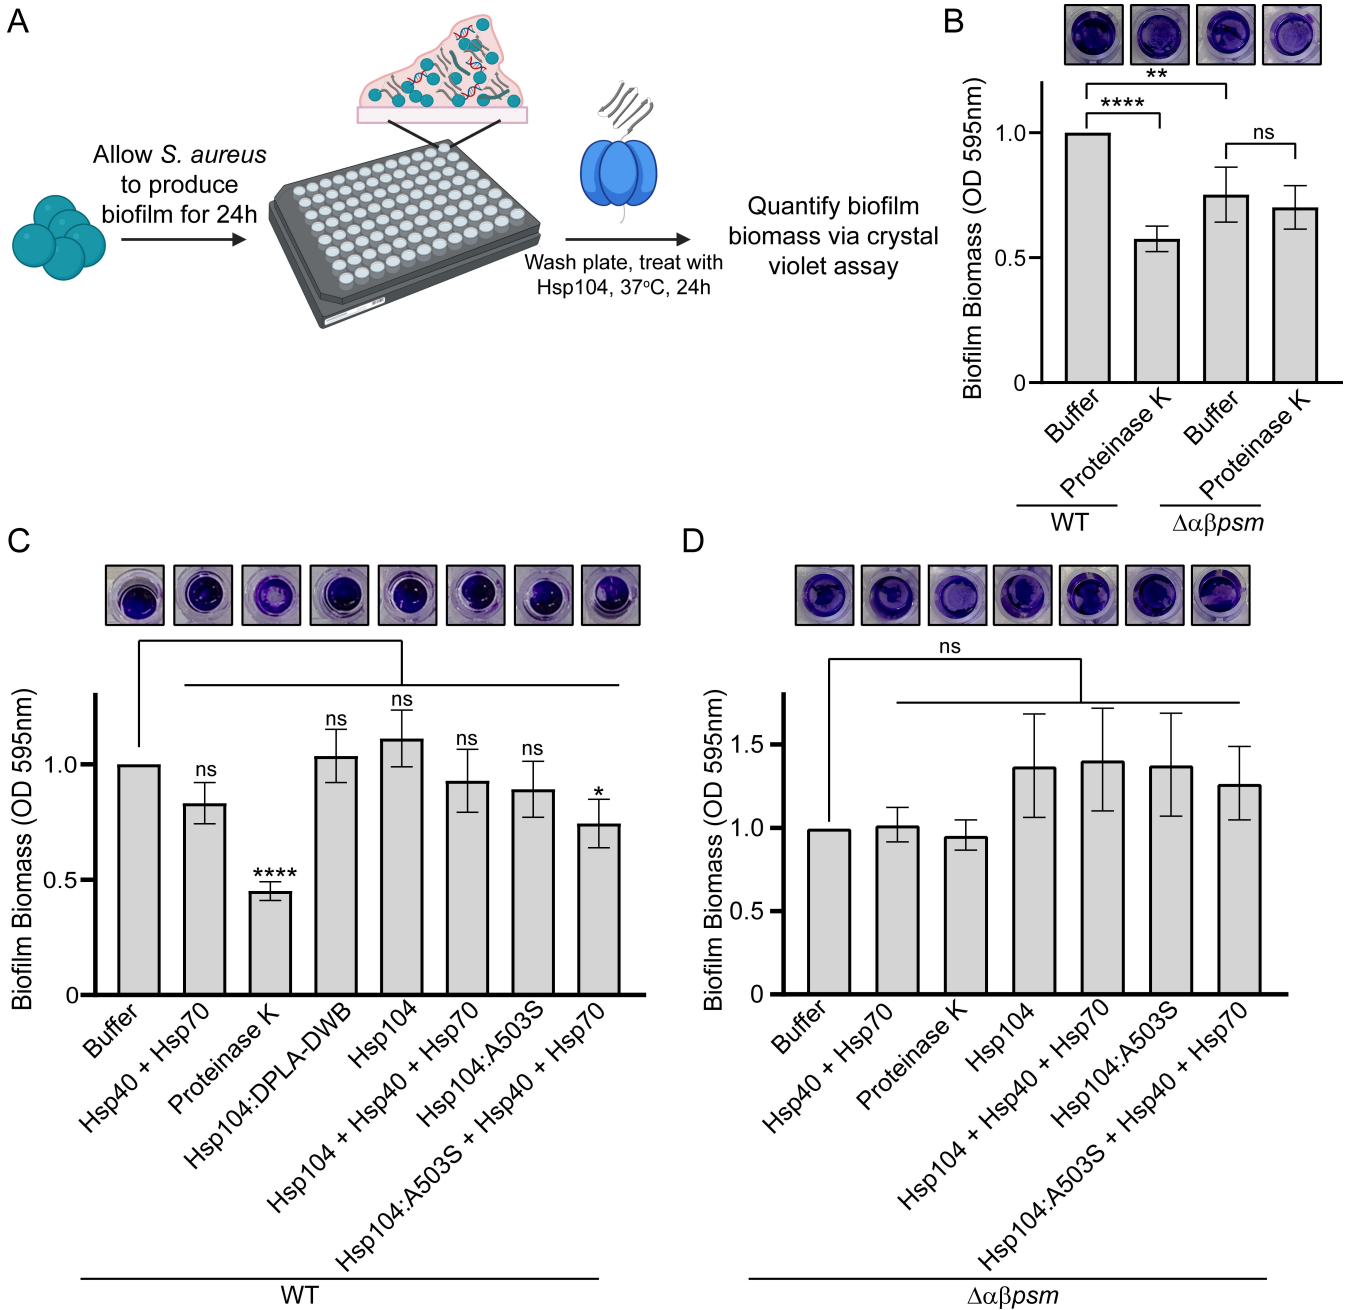 A
Allow S. aureus
to produce
biofilm for 24h
Wash plate, treat with
Hsp104, 37°C, 24h
Quantify biofilm
biomass via crystal
violet assay
B
Biofilm Biomass (OD 595nm)
1.0
0.5
0
**
****
ns
Buffer
Proteinase K
Buffer
Proteinase K
WT
Δαβpsm
C
Biofilm Biomass (OD 595nm)
1.0
0.5
0
ns
****
ns
ns
ns
ns
*
Buffer
Hsp40 + Hsp70
Proteinase K
Hsp104:DPLA-DWB
Hsp104
Hsp104 + Hsp40 + Hsp70
Hsp104:A503S
Hsp104:A503S + Hsp40 + Hsp70
WT
D
Biofilm Biomass (OD 595nm)
1.5
1.0
0.5
0
ns
Buffer
Hsp40 + Hsp70
Proteinase K
Hsp104
Hsp104 + Hsp40 + Hsp70
Hsp104:A503S
Hsp104:A503S + Hsp40 + Hsp70
Δαβpsm